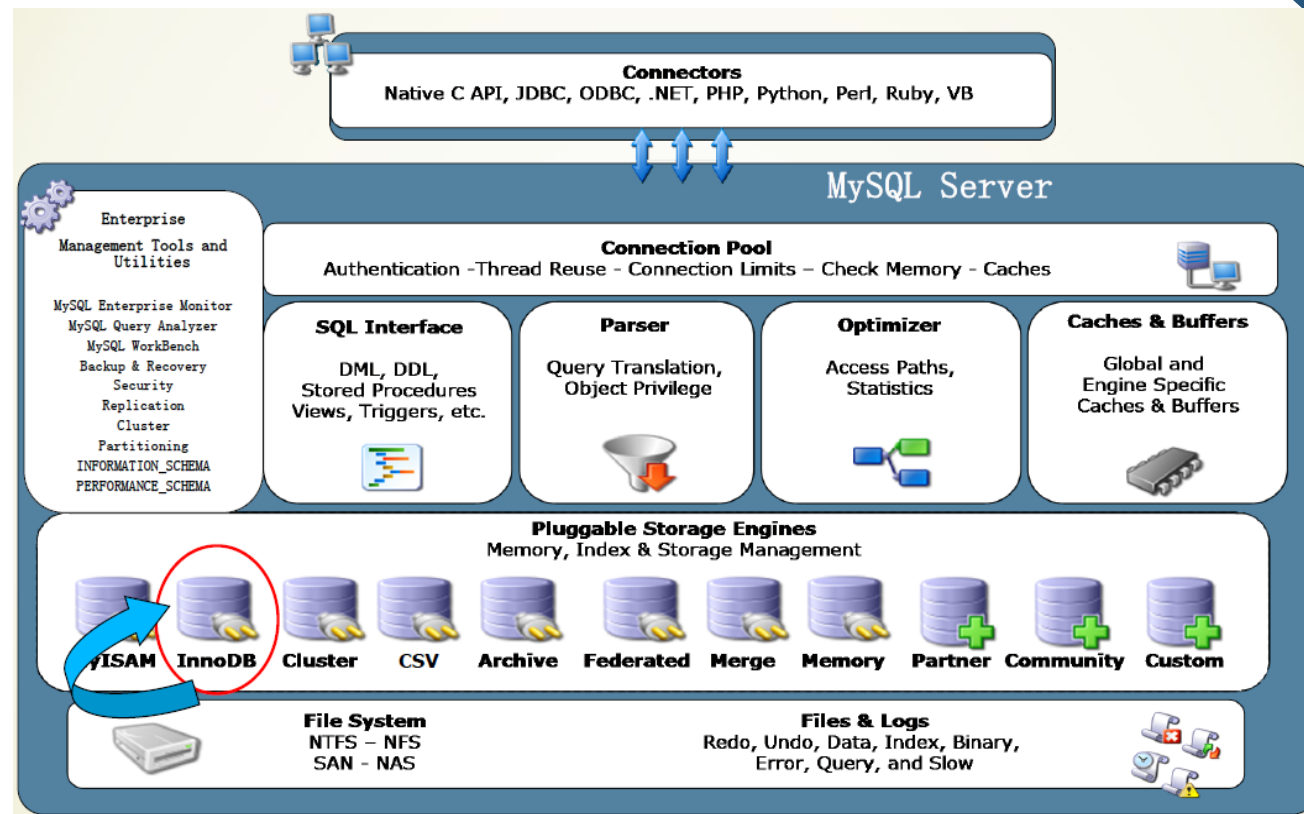 Connectors
Native C API, JDBC, ODBC, .NET, PHP, Python, Perl, Ruby, VB
MySQL Server
Enterprise
Management Tools and
Utilities
MySQL Enterprise Monitor
MySQL Query Analyzer
MySQL WorkBench
Backup & Recovery
Security
Replication
Cluster
Partitioning
INFORMATION_SCHEMA
PERFORMANCE_SCHEMA
Connection Pool
Authentication -Thread Reuse - Connection Limits – Check Memory - Caches
SQL Interface
DML, DDL,
Stored Procedures
Views, Triggers, etc.
Parser
Query Translation,
Object Privilege
Optimizer
Access Paths,
Statistics
Caches & Buffers
Global and
Engine Specific
Caches & Buffers
Pluggable Storage Engines
Memory, Index & Storage Management
yISAM InnoDB Cluster CSV Archive Federated Merge Memory Partner Community Custom
File System
NTFS – NFS
SAN - NAS
Files & Logs
Redo, Undo, Data, Index, Binary,
Error, Query, and Slow